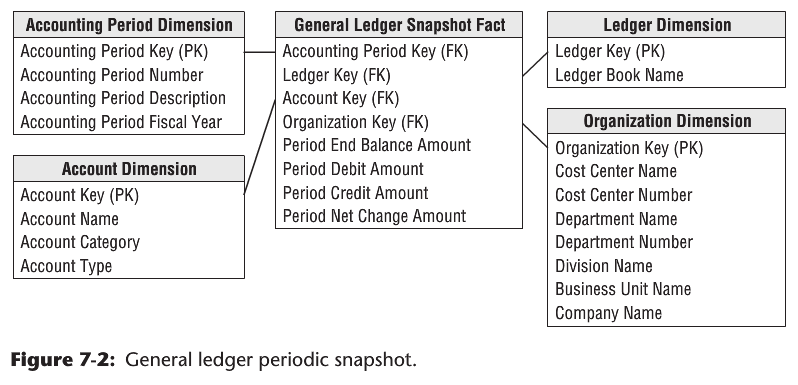 Accounting Period Dimension
Accounting Period Key (PK)
Accounting Period Number
Accounting Period Description
Accounting Period Fiscal Year
Account Dimension
Account Key (PK)
Account Name
Account Category
Account Type
General Ledger Snapshot Fact
Accounting Period Key (FK)
Ledger Key (FK)
Account Key (FK)
Organization Key (FK)
Period End Balance Amount
Period Debit Amount
Period Credit Amount
Period Net Change Amount
Ledger Dimension
Ledger Key (PK)
Ledger Book Name
Organization Dimension
Organization Key (PK)
Cost Center Name
Cost Center Number
Department Name
Department Number
Division Name
Business Unit Name
Company Name
Figure 7-2: General ledger periodic snapshot.